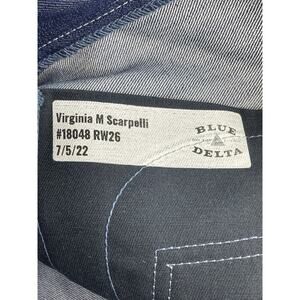 Virginia M Scarpelli
#18048 RW26
7/5/22
BLUE
DELTA